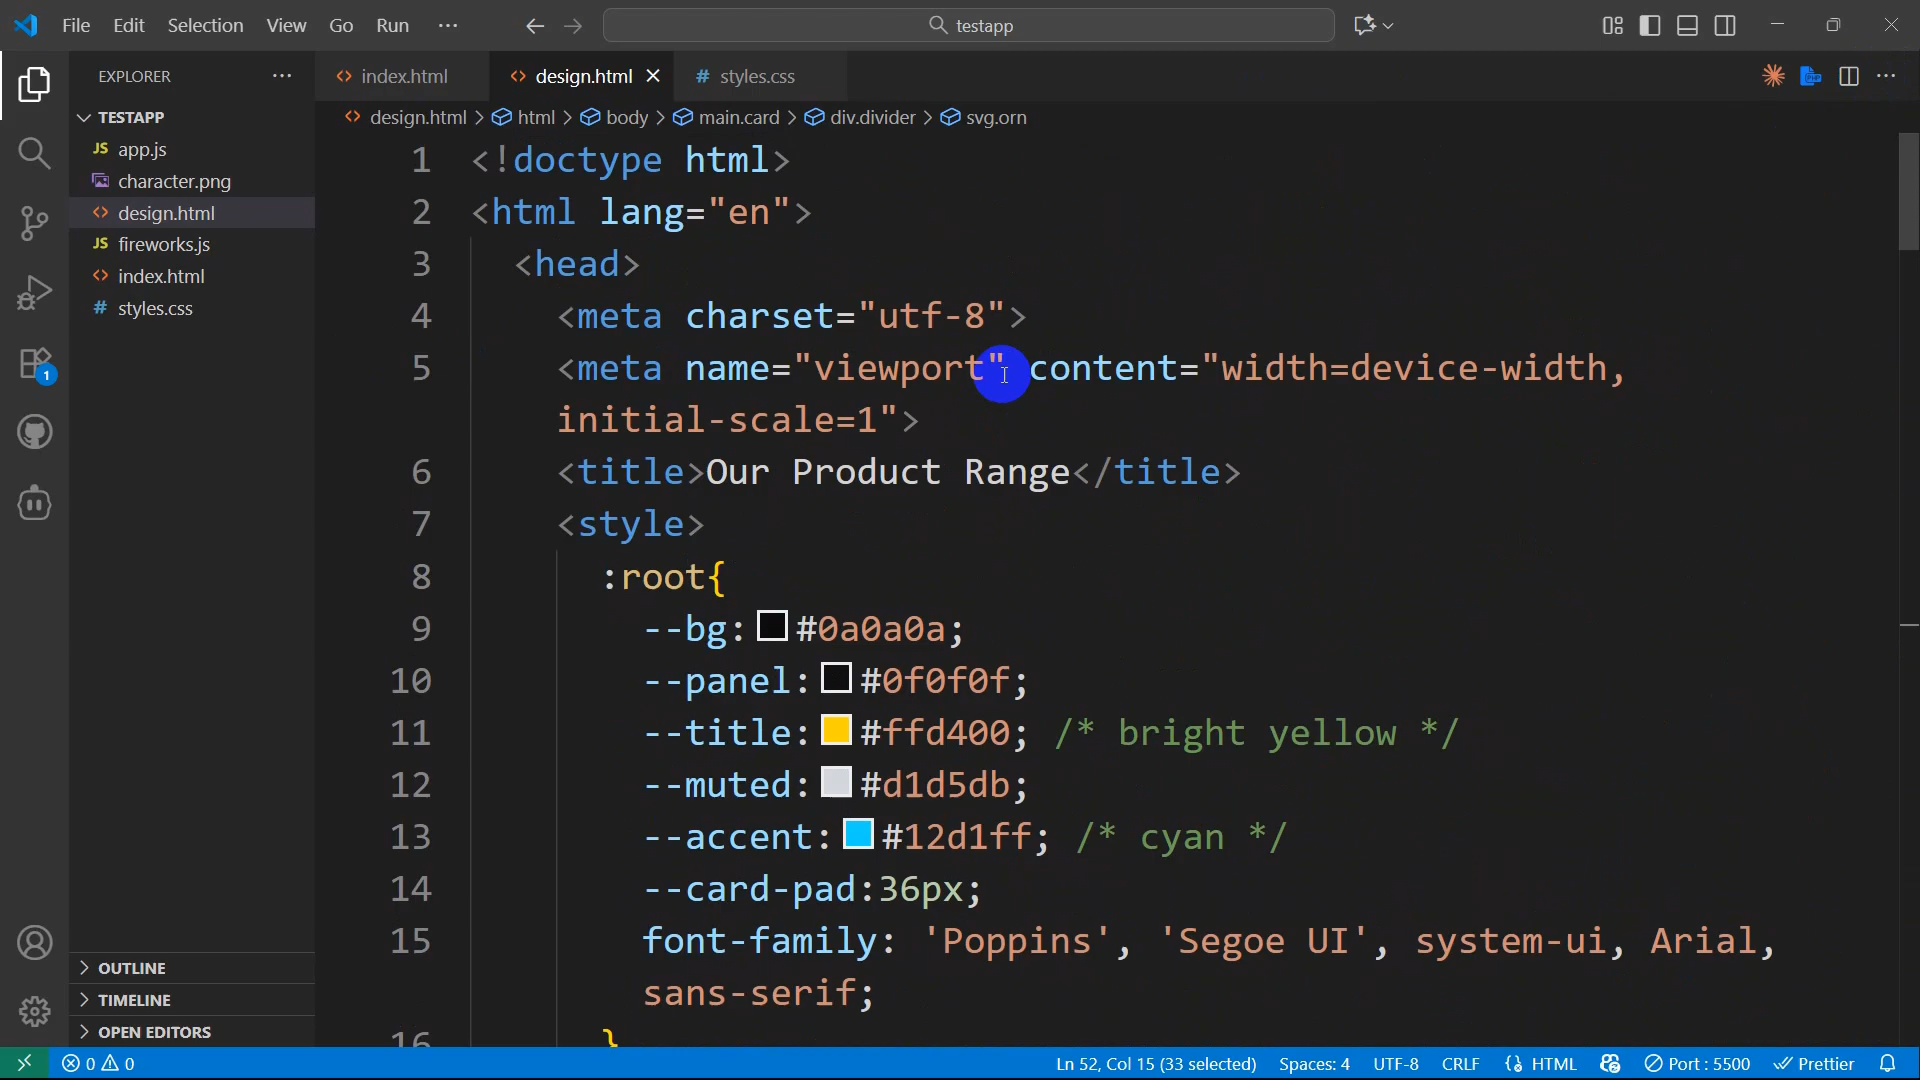 File Edit Selection View Go Run ···
testapp
EXPLORER ···
TESTAPP
JS app.js
character.png
<> design.html
JS fireworks.js
<> index.html
# styles.css
1
OUTLINE
TIMELINE
OPEN EDITORS
<> index.html
<> design.html
# styles.css
PHP
<> design.html > html > body > main.card > div.divider > svg.orn
1 <!doctype html>
2 <html lang="en">
3 <head>
4 <meta charset="utf-8">
5 <meta name="viewport" content="width=device-width,
initial-scale=1">
6 <title>Our Product Range</title>
7 <style>
8 :root{
9 --bg:#0a0a0a;
10 --panel:#0f0f0f;
11 --title:#ffd400; /* bright yellow */
12 --muted:#d1d5db;
13 --accent:#12d1ff; /* cyan */
14 --card-pad:36px;
15 font-family: 'Poppins', 'Segoe UI', system-ui, Arial,
sans-serif;
16 }
0 0
Ln 52, Col 15 (33 selected) Spaces: 4 UTF-8 CRLF {} HTML Port : 5500 Prettier